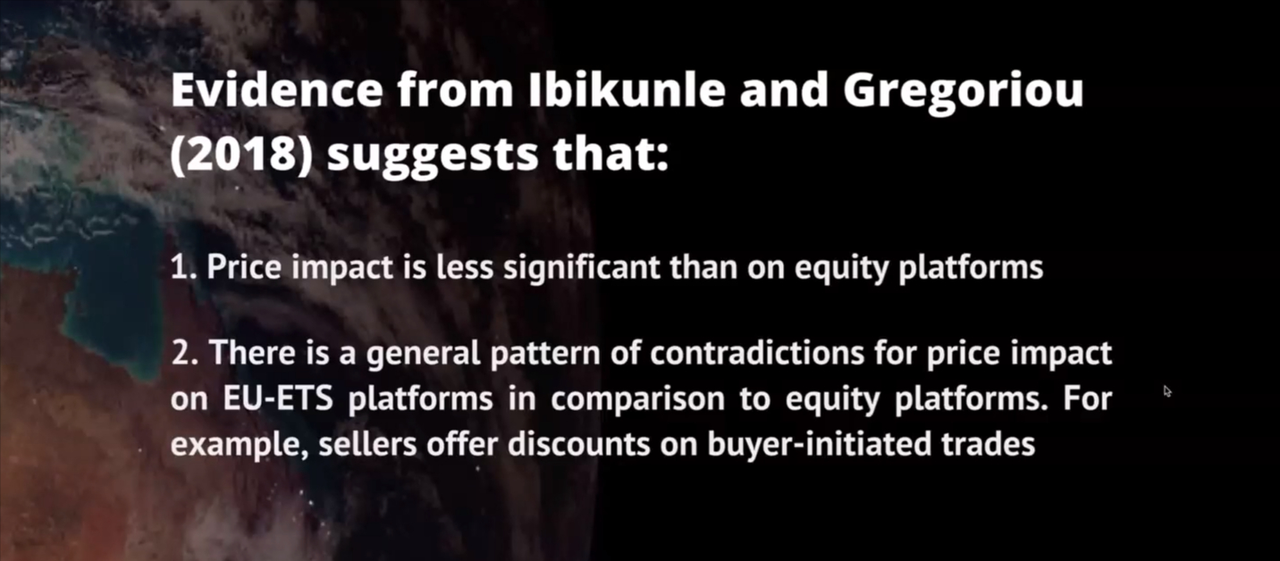 Evidence from Ibikunle and Gregoriou
(2018) suggests that:
1. Price impact is less significant than on equity platforms
2. There is a general pattern of contradictions for price impact
on EU-ETS platforms in comparison to equity platforms. For
example, sellers offer discounts on buyer-initiated trades